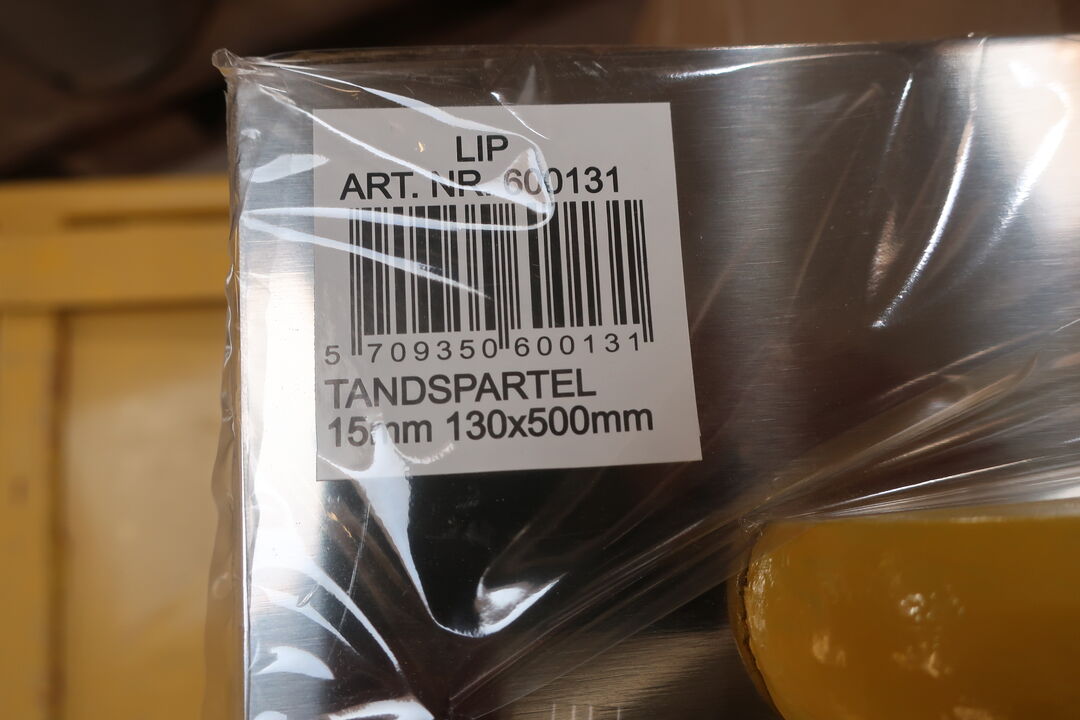 LIP
ART. NR. 600131
5 709350 600131
TANDSPARTEL
15mm 130x500mm